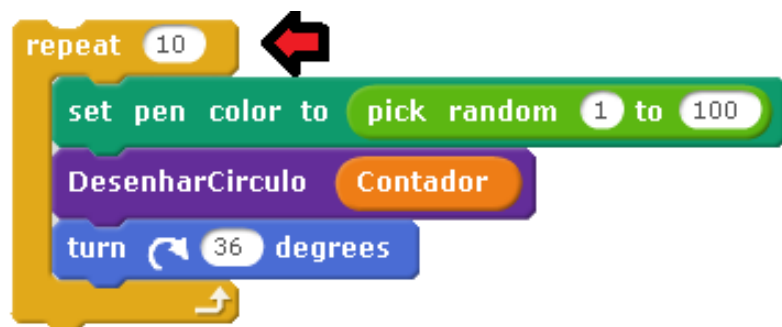 repeat 10
set pen color to pick random 1 to 100
DesenharCirculo Contador
turn 36 degrees